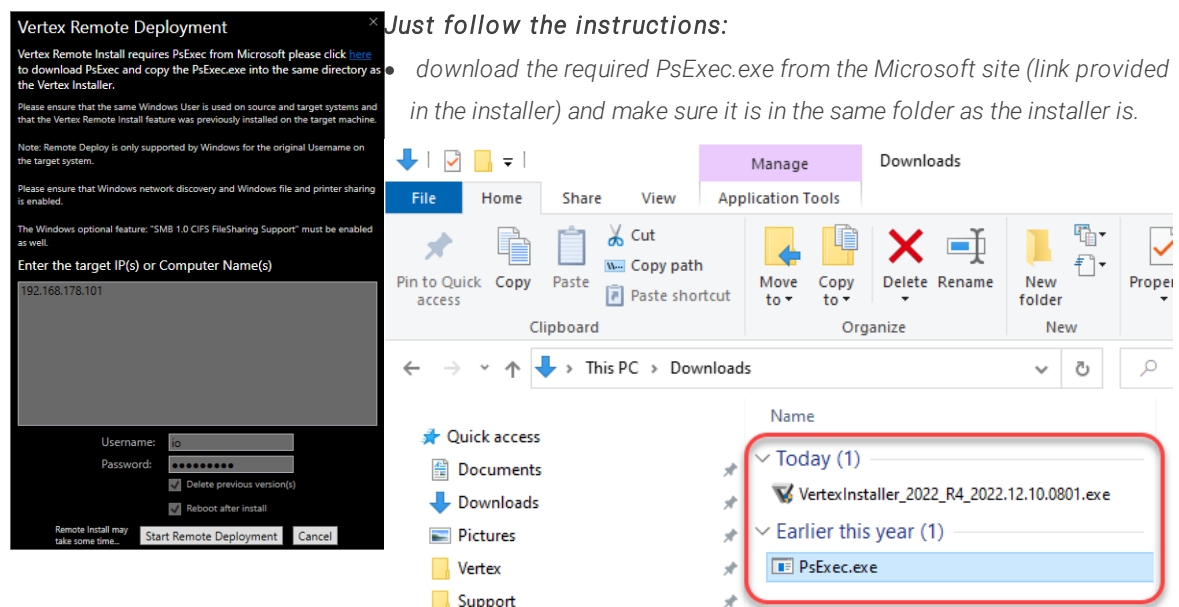 Vertex Remote Deployment
Vertex Remote Install requires PsExec from Microsoft please click here
to download PsExec and copy the PsExec.exe into the same directory as
the Vertex Installer.
Please ensure that the same Windows User is used on source and target systems and
that the Vertex Remote Install feature was previously installed on the target machine.
Note: Remote Deploy is only supported by Windows for the original Username on
the target system.
Please ensure that Windows network discovery and Windows file and printer sharing
is enabled.
The Windows optional feature: "SMB 1.0 CIFS FileSharing Support" must be enabled
as well.
Enter the target IP(s) or Computer Name(s)
192.168.178.101
Username: io
Password: ●●●●●●●●●
Delete previous version(s)
Reboot after install
Remote Install may
take some time...
Start Remote Deployment Cancel
Just follow the instructions:
• download the required PsExec.exe from the Microsoft site (link provided
in the installer) and make sure it is in the same folder as the installer is.
Manage Downloads
File Home Share View Application Tools
Pin to Quick
access
Copy
Paste
Cut
Copy path
Paste shortcut
Move
to
Copy
to
Delete
Rename
New
folder
Proper
Clipboard Organize New
This PC > Downloads
Name
Quick access
Documents
Downloads
Pictures
Vertex
Support
Today (1)
VertexInstaller_2022_R4_2022.12.10.0801.exe
Earlier this year (1)
PsExec.exe